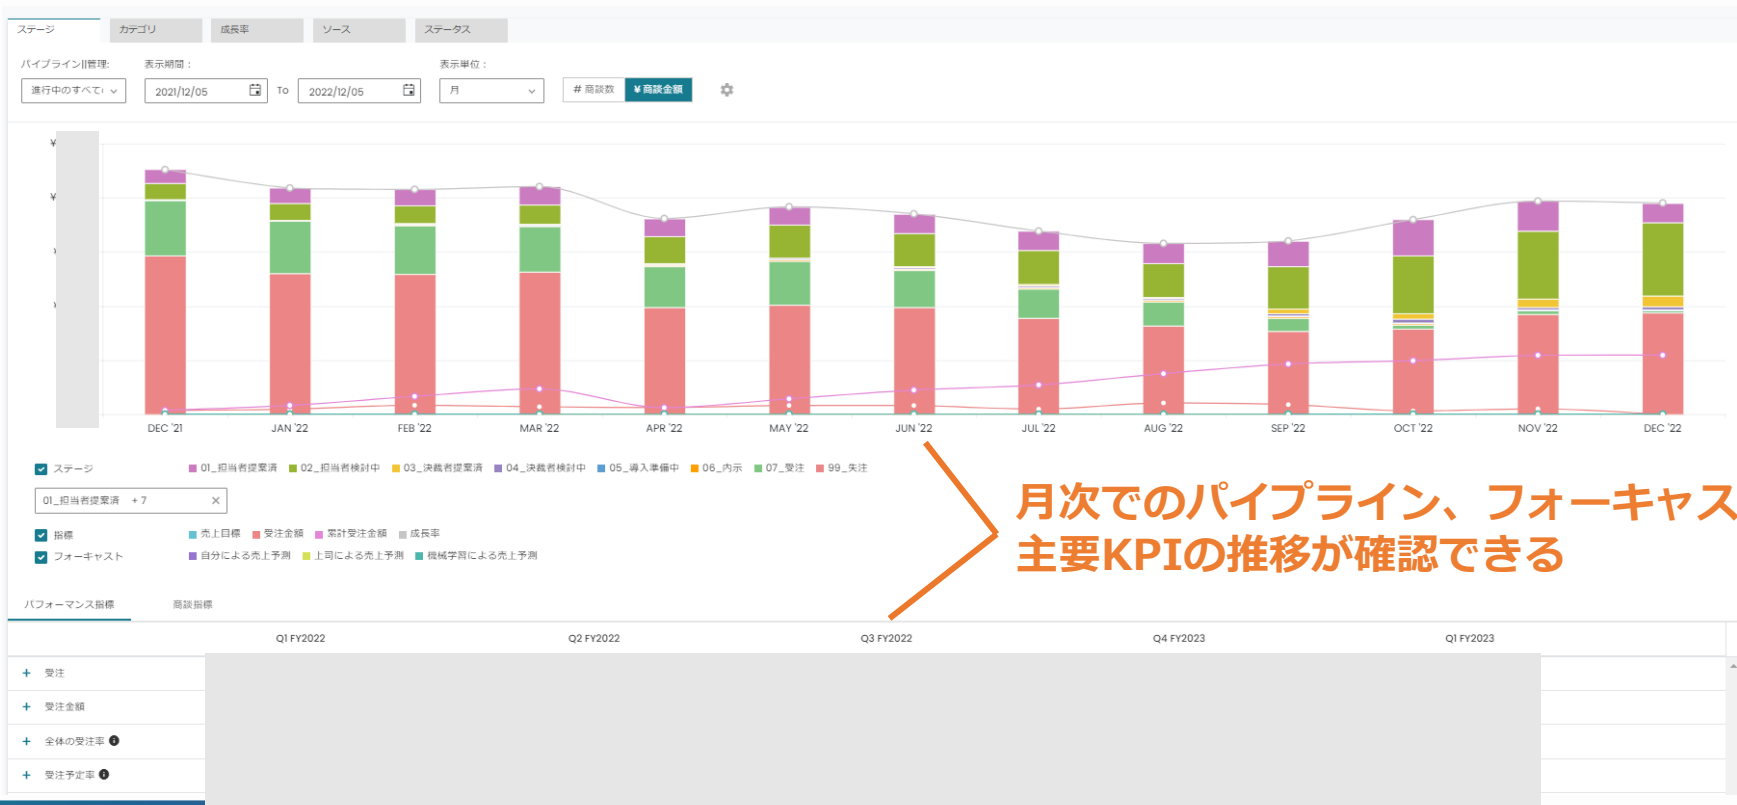 ステージ カテゴリ 成長率 ソース ステータス
パイプライン||管理: 表示期間： 表示単位：
進行中のすべて 2021/12/05 To 2022/12/05 月 # 商談数 ¥ 商談金額
¥
¥
DEC '21 JAN '22 FEB '22 MAR '22 APR '22 MAY '22 JUN '22 JUL '22 AUG '22 SEP '22 OCT '22 NOV '22 DEC '22
ステージ 01_担当者提案済 02_担当者検討中 03_決裁者提案済 04_決裁者検討中 05_導入準備中 06_内示 07_受注 99_失注
01_担当者提案済 + 7 ×
指標 売上目標 受注金額 累計受注金額 成長率
フォーキャスト 自分による売上予測 上司による売上予測 機械学習による売上予測
月次でのパイプライン、フォーキャス
主要KPIの推移が確認できる
パフォーマンス指標 商談指標
Q1 FY2022 Q2 FY2022 Q3 FY2022 Q4 FY2023 Q1 FY2023
+ 受注
+ 受注金額
+ 全体の受注率
+ 受注予定率